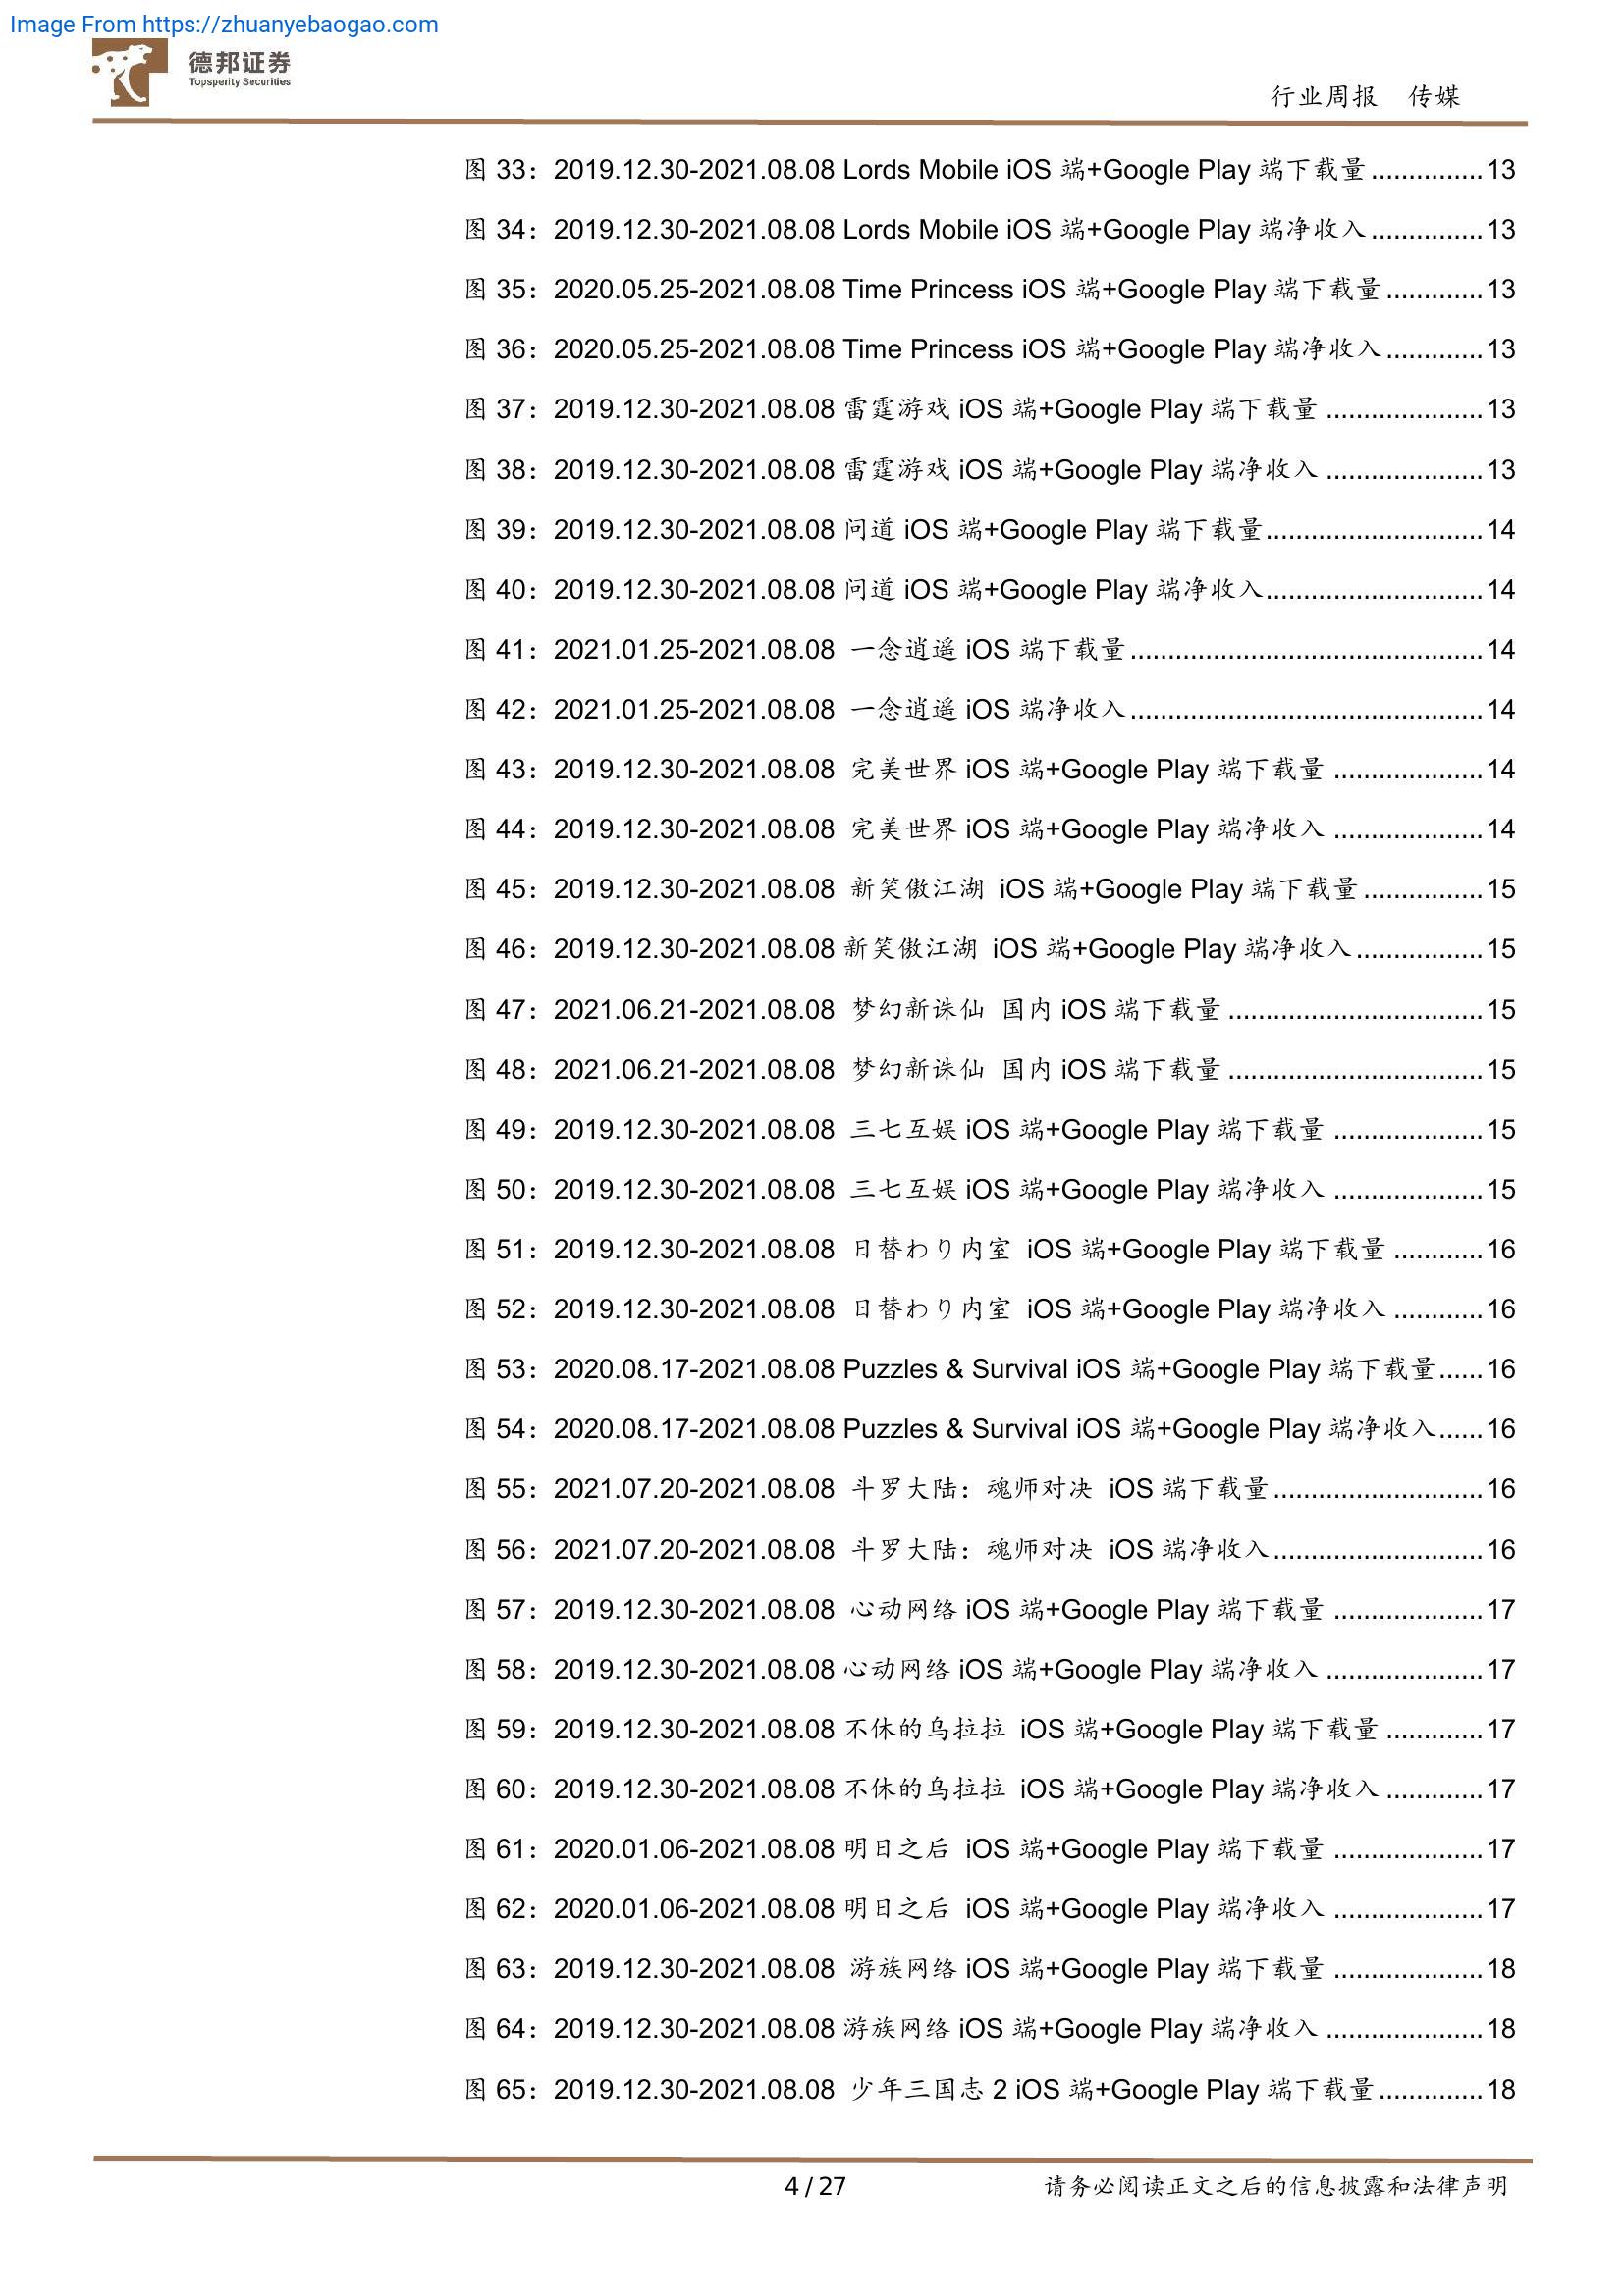 Image From https://zhuanyebaogao.com
德邦证券
Topsperity Securities
行业周报 传媒
图 33：2019.12.30-2021.08.08 Lords Mobile iOS 端+Google Play 端下载量...............13
图 34：2019.12.30-2021.08.08 Lords Mobile iOS 端+Google Play 端净收入...............13
图 35：2020.05.25-2021.08.08 Time Princess iOS 端+Google Play 端下载量.............13
图 36：2020.05.25-2021.08.08 Time Princess iOS 端+Google Play 端净收入.............13
图 37：2019.12.30-2021.08.08 雷霆游戏 iOS 端+Google Play 端下载量 .....................13
图 38：2019.12.30-2021.08.08 雷霆游戏 iOS 端+Google Play 端净收入 .....................13
图 39：2019.12.30-2021.08.08 问道 iOS 端+Google Play 端下载量.............................14
图 40：2019.12.30-2021.08.08 问道 iOS 端+Google Play 端净收入.............................14
图 41：2021.01.25-2021.08.08 一念逍遥 iOS 端下载量...............................................14
图 42：2021.01.25-2021.08.08 一念逍遥 iOS 端净收入...............................................14
图 43：2019.12.30-2021.08.08 完美世界 iOS 端+Google Play 端下载量 ....................14
图 44：2019.12.30-2021.08.08 完美世界 iOS 端+Google Play 端净收入 ....................14
图 45：2019.12.30-2021.08.08 新笑傲江湖 iOS 端+Google Play 端下载量................15
图 46：2019.12.30-2021.08.08 新笑傲江湖 iOS 端+Google Play 端净收入.................15
图 47：2021.06.21-2021.08.08 梦幻新诛仙 国内 iOS 端下载量 ..................................15
图 48：2021.06.21-2021.08.08 梦幻新诛仙 国内 iOS 端下载量 ..................................15
图 49：2019.12.30-2021.08.08 三七互娱 iOS 端+Google Play 端下载量 ....................15
图 50：2019.12.30-2021.08.08 三七互娱 iOS 端+Google Play 端净收入 ....................15
图 51：2019.12.30-2021.08.08 日替わり内室 iOS 端+Google Play 端下载量 ............16
图 52：2019.12.30-2021.08.08 日替わり内室 iOS 端+Google Play 端净收入 ............16
图 53：2020.08.17-2021.08.08 Puzzles & Survival iOS 端+Google Play 端下载量......16
图 54：2020.08.17-2021.08.08 Puzzles & Survival iOS 端+Google Play 端净收入......16
图 55：2021.07.20-2021.08.08 斗罗大陆：魂师对决 iOS 端下载量............................16
图 56：2021.07.20-2021.08.08 斗罗大陆：魂师对决 iOS 端净收入............................16
图 57：2019.12.30-2021.08.08 心动网络 iOS 端+Google Play 端下载量 ....................17
图 58：2019.12.30-2021.08.08 心动网络 iOS 端+Google Play 端净收入 .....................17
图 59：2019.12.30-2021.08.08 不休的乌拉拉 iOS 端+Google Play 端下载量 .............17
图 60：2019.12.30-2021.08.08 不休的乌拉拉 iOS 端+Google Play 端净收入 .............17
图 61：2020.01.06-2021.08.08 明日之后 iOS 端+Google Play 端下载量 ....................17
图 62：2020.01.06-2021.08.08 明日之后 iOS 端+Google Play 端净收入 ....................17
图 63：2019.12.30-2021.08.08 游族网络 iOS 端+Google Play 端下载量 ....................18
图 64：2019.12.30-2021.08.08 游族网络 iOS 端+Google Play 端净收入 .....................18
图 65：2019.12.30-2021.08.08 少年三国志 2 iOS 端+Google Play 端下载量..............18
4 / 27 请务必阅读正文之后的信息披露和法律声明